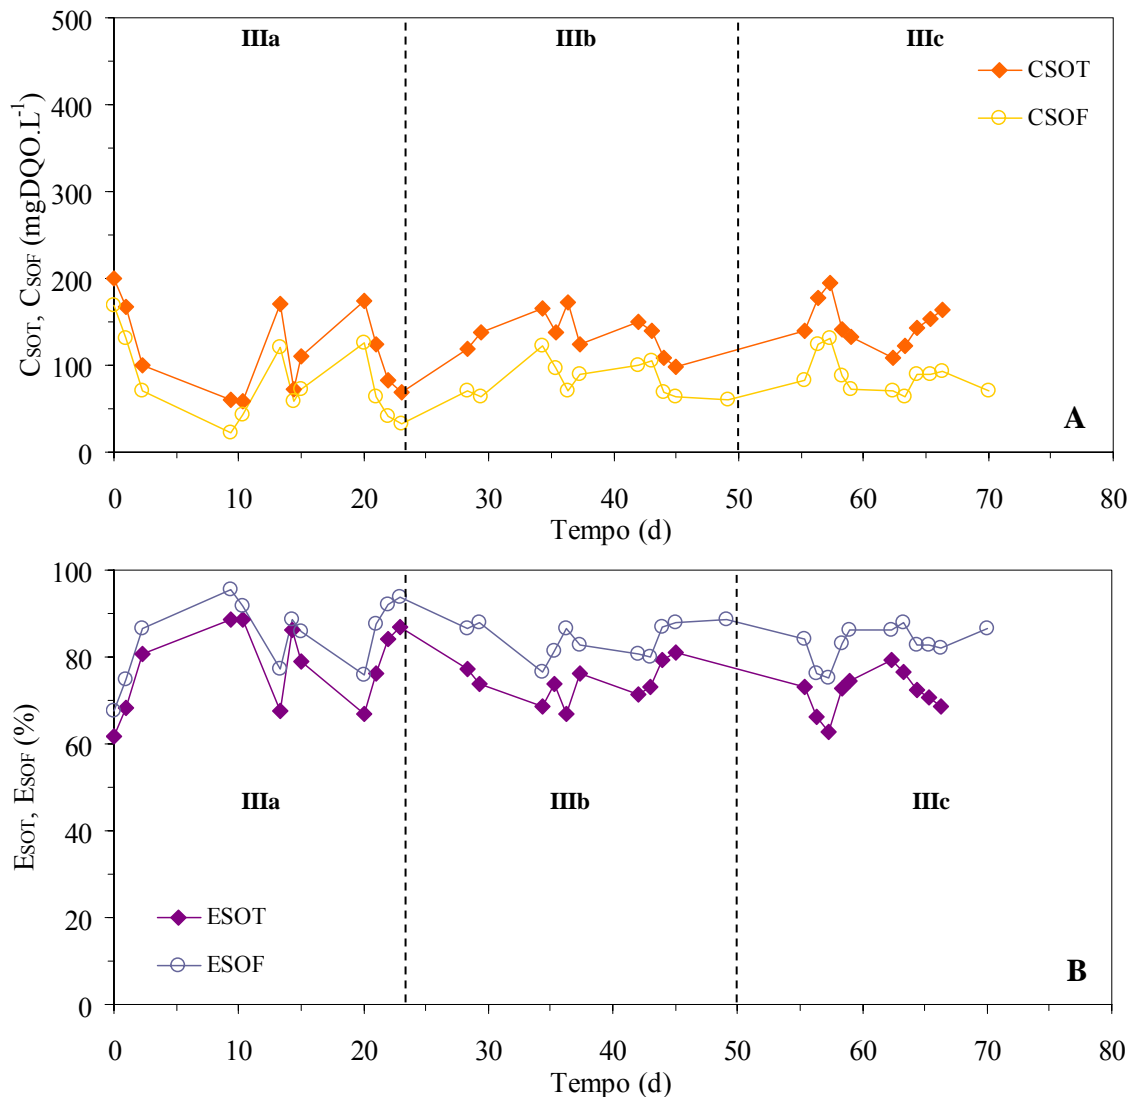 500
IIIa IIIb IIIc
CSOT
400
CSOF
300
200
100
A
0
CSOT, CSOF (mgDQO.L-1)
0 10 20 30 40 50 60 70 80
Tempo (d)
100
80
60
IIIa IIIb IIIc
40
ESOT
20
ESOF
B
0
ESOT, ESOF (%)
0 10 20 30 40 50 60 70 80
Tempo (d)